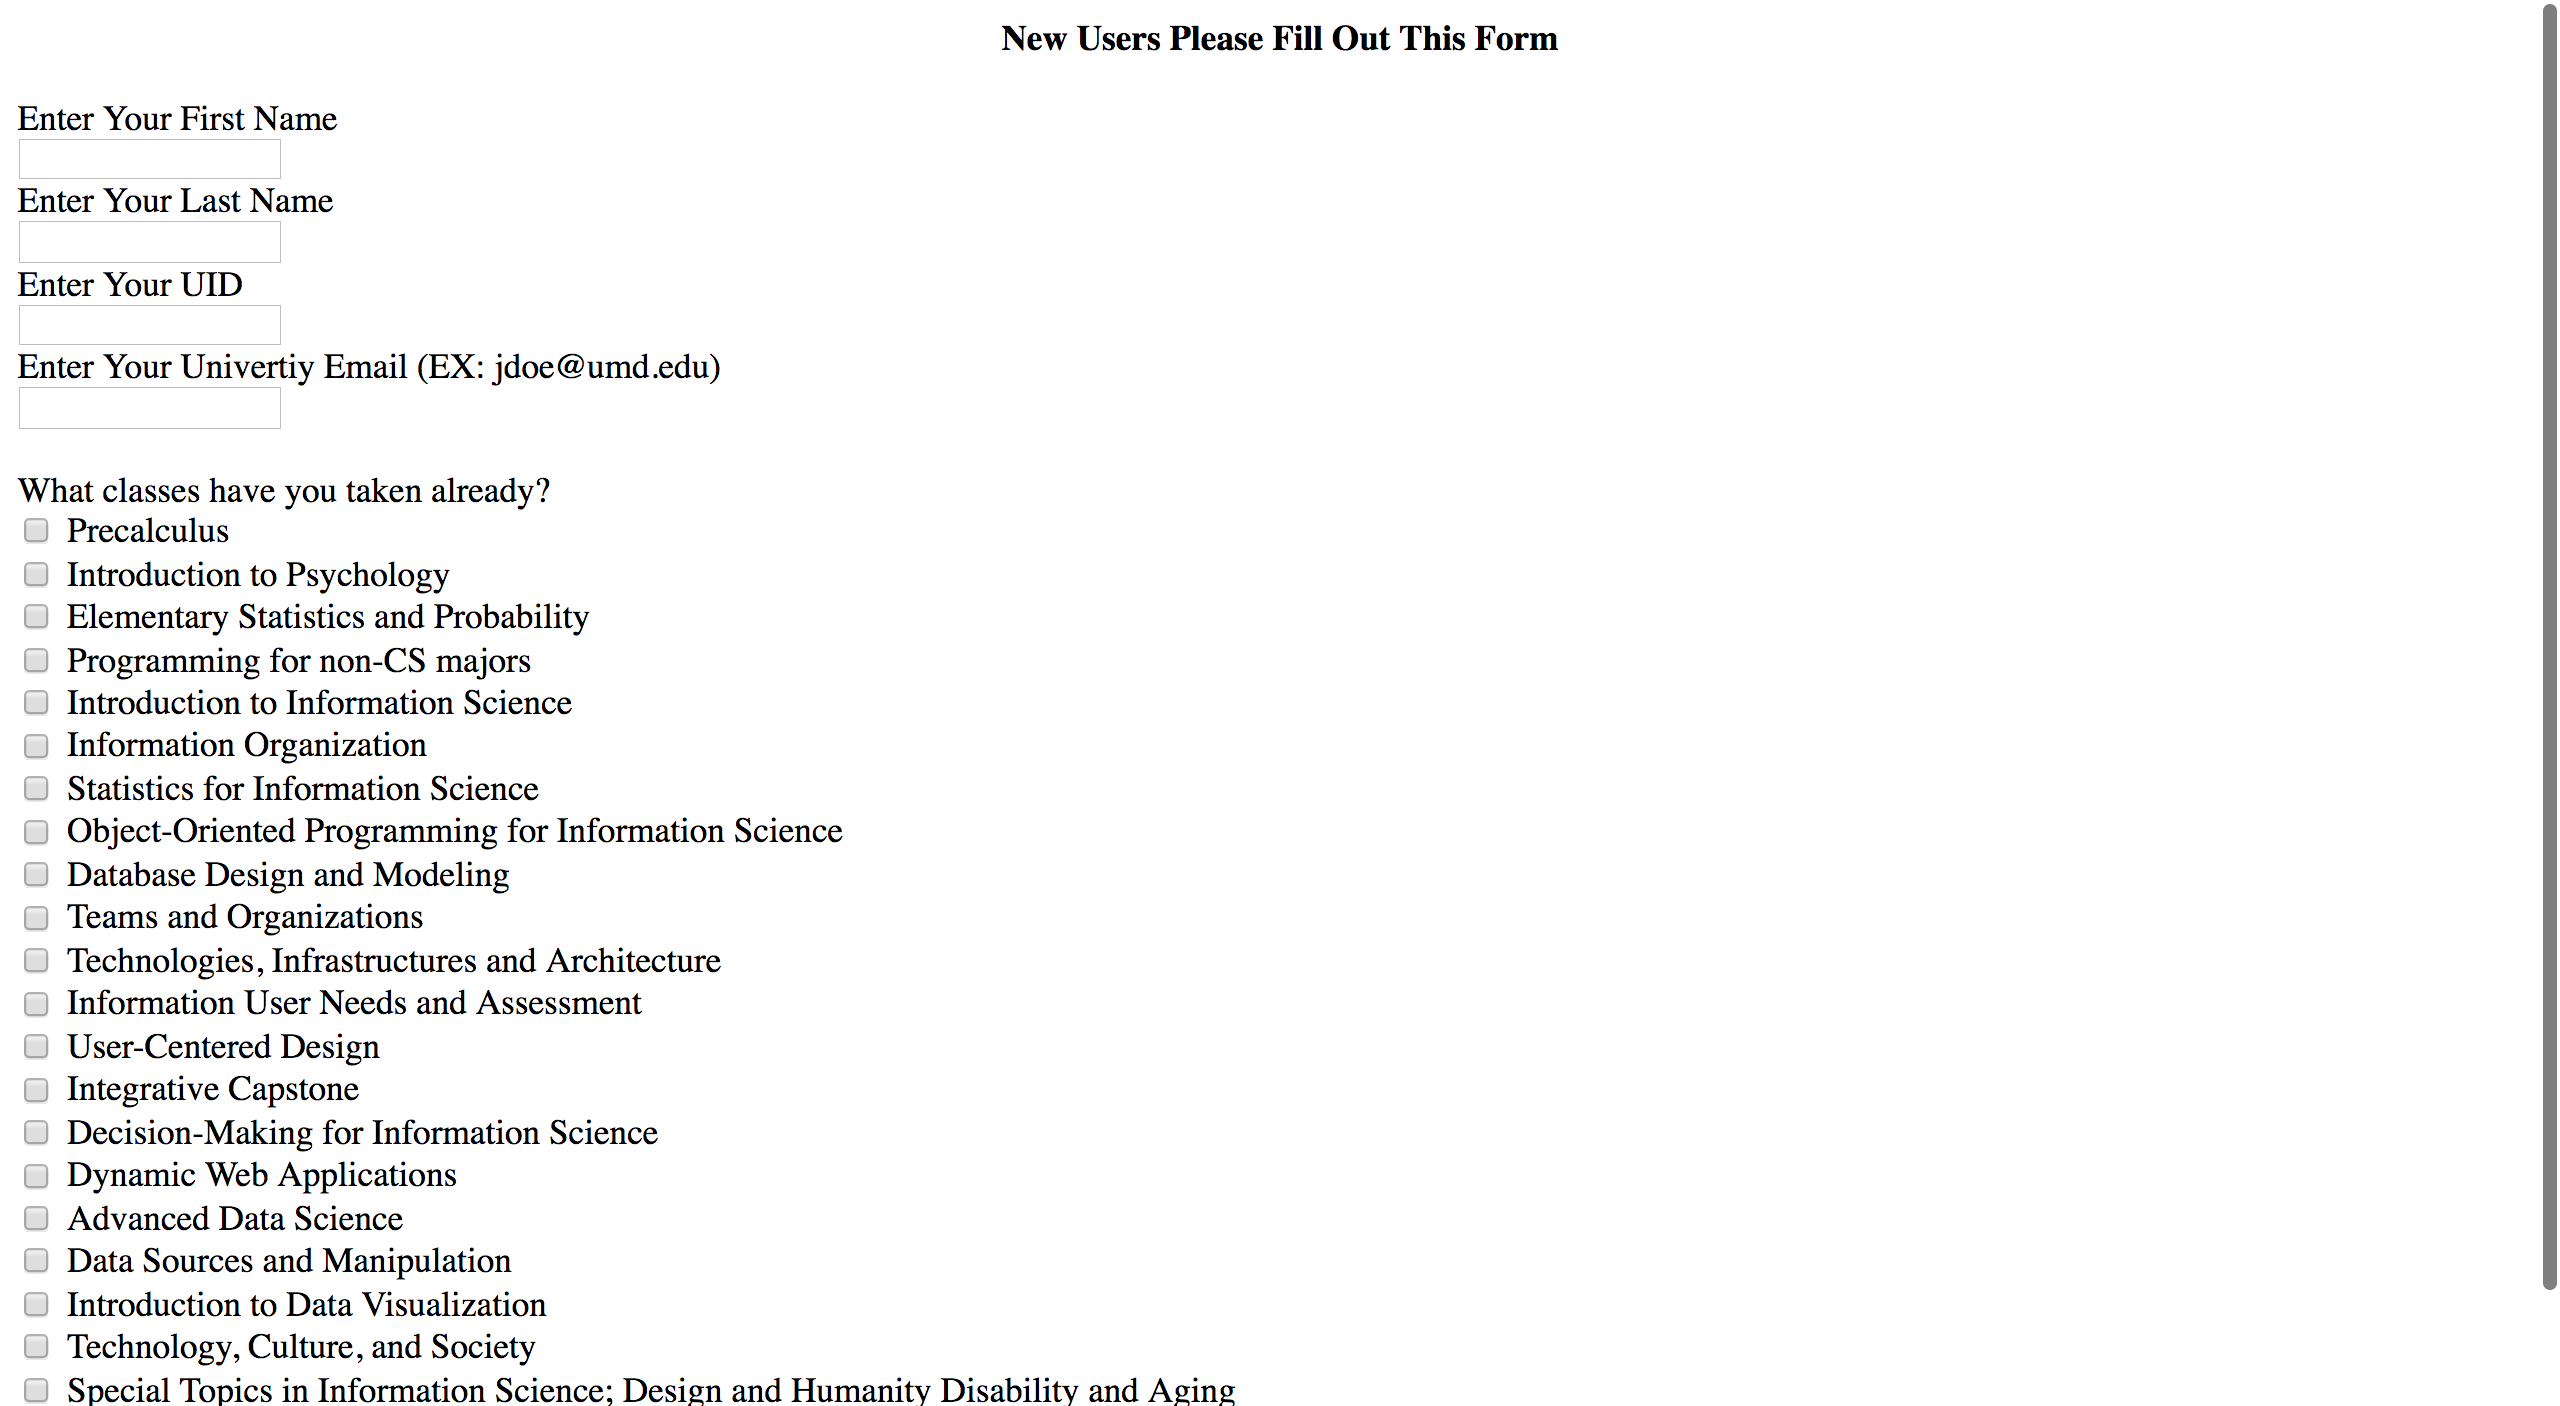 New Users Please Fill Out This Form
Enter Your First Name
Enter Your Last Name
Enter Your UID
Enter Your Univertiy Email (EX: jdoe@umd.edu)
What classes have you taken already?
Precalculus
Introduction to Psychology
Elementary Statistics and Probability
Programming for non-CS majors
Introduction to Information Science
Information Organization
Statistics for Information Science
Object-Oriented Programming for Information Science
Database Design and Modeling
Teams and Organizations
Technologies, Infrastructures and Architecture
Information User Needs and Assessment
User-Centered Design
Integrative Capstone
Decision-Making for Information Science
Dynamic Web Applications
Advanced Data Science
Data Sources and Manipulation
Introduction to Data Visualization
Technology, Culture, and Society
Special Topics in Information Science; Design and Humanity Disability and Aging